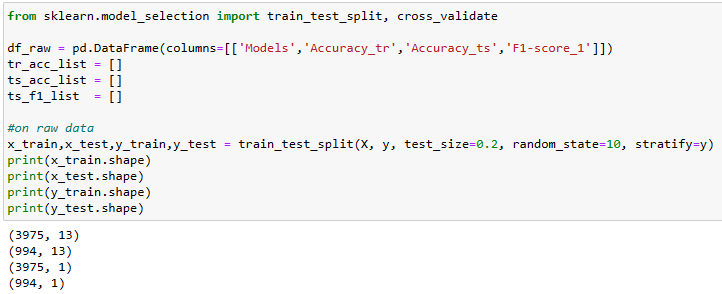 from sklearn.model_selection import train_test_split, cross_validate
df_raw = pd.DataFrame(columns=[['Models','Accuracy_tr','Accuracy_ts','F1-score_1']])
tr_acc_list = []
ts_acc_list = []
ts_f1_list  = []
#on raw data
x_train,x_test,y_train,y_test = train_test_split(X, y, test_size=0.2, random_state=10, stratify=y)
print(x_train.shape)
print(x_test.shape)
print(y_train.shape)
print(y_test.shape)
(3975, 13)
(994, 13)
(3975, 1)
(994, 1)